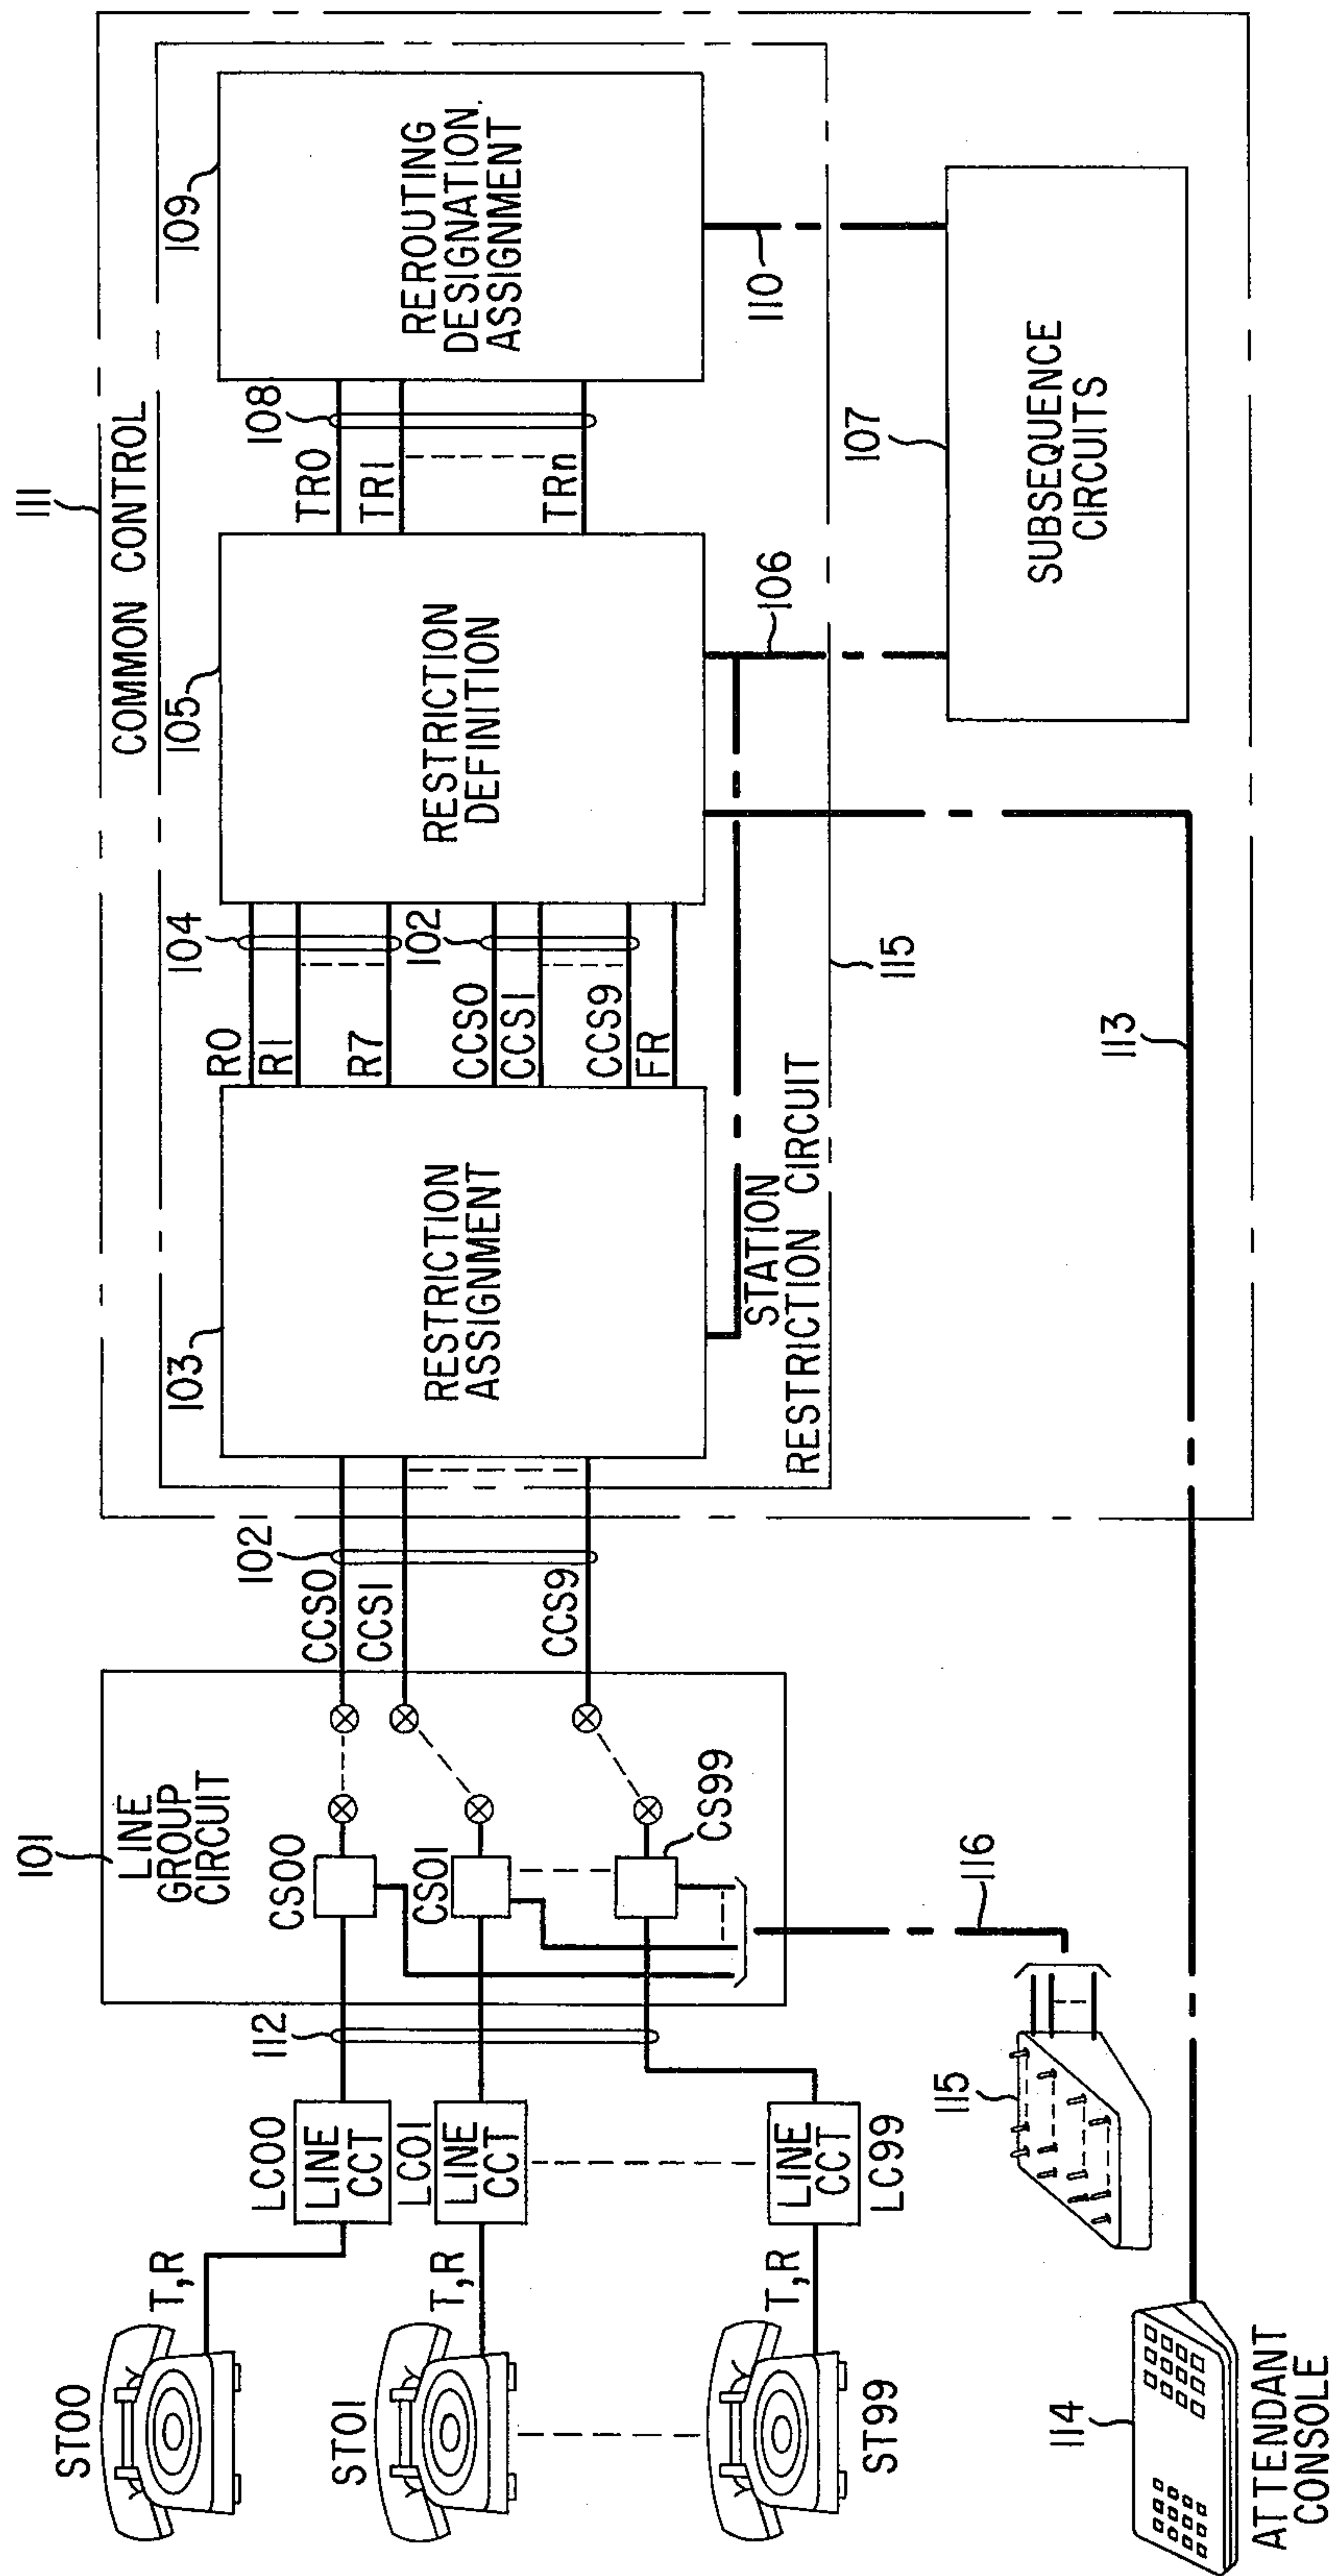 111
COMMON CONTROL
109
REROUTING
DESIGNATION.
ASSIGNMENT
108
TR0
TR1
TRn
110
105
RESTRICTION
DEFINITION
106
107
SUBSEQUENCE
CIRCUITS
104
R0
R1
R7
102
CCS0
CCS1
CCS9
FR
103
RESTRICTION
ASSIGNMENT
STATION
RESTRICTION CIRCUIT
115
113
102
CCS0
CCS1
CCS9
101
LINE
GROUP
CIRCUIT
CS00
CS01
CS99
116
112
LC00
LINE
CCT
LC01
LINE
CCT
LINE
CCT
LC99
115
ST00
T,R
ST01
T,R
ST99
T,R
114
ATTENDANT
CONSOLE